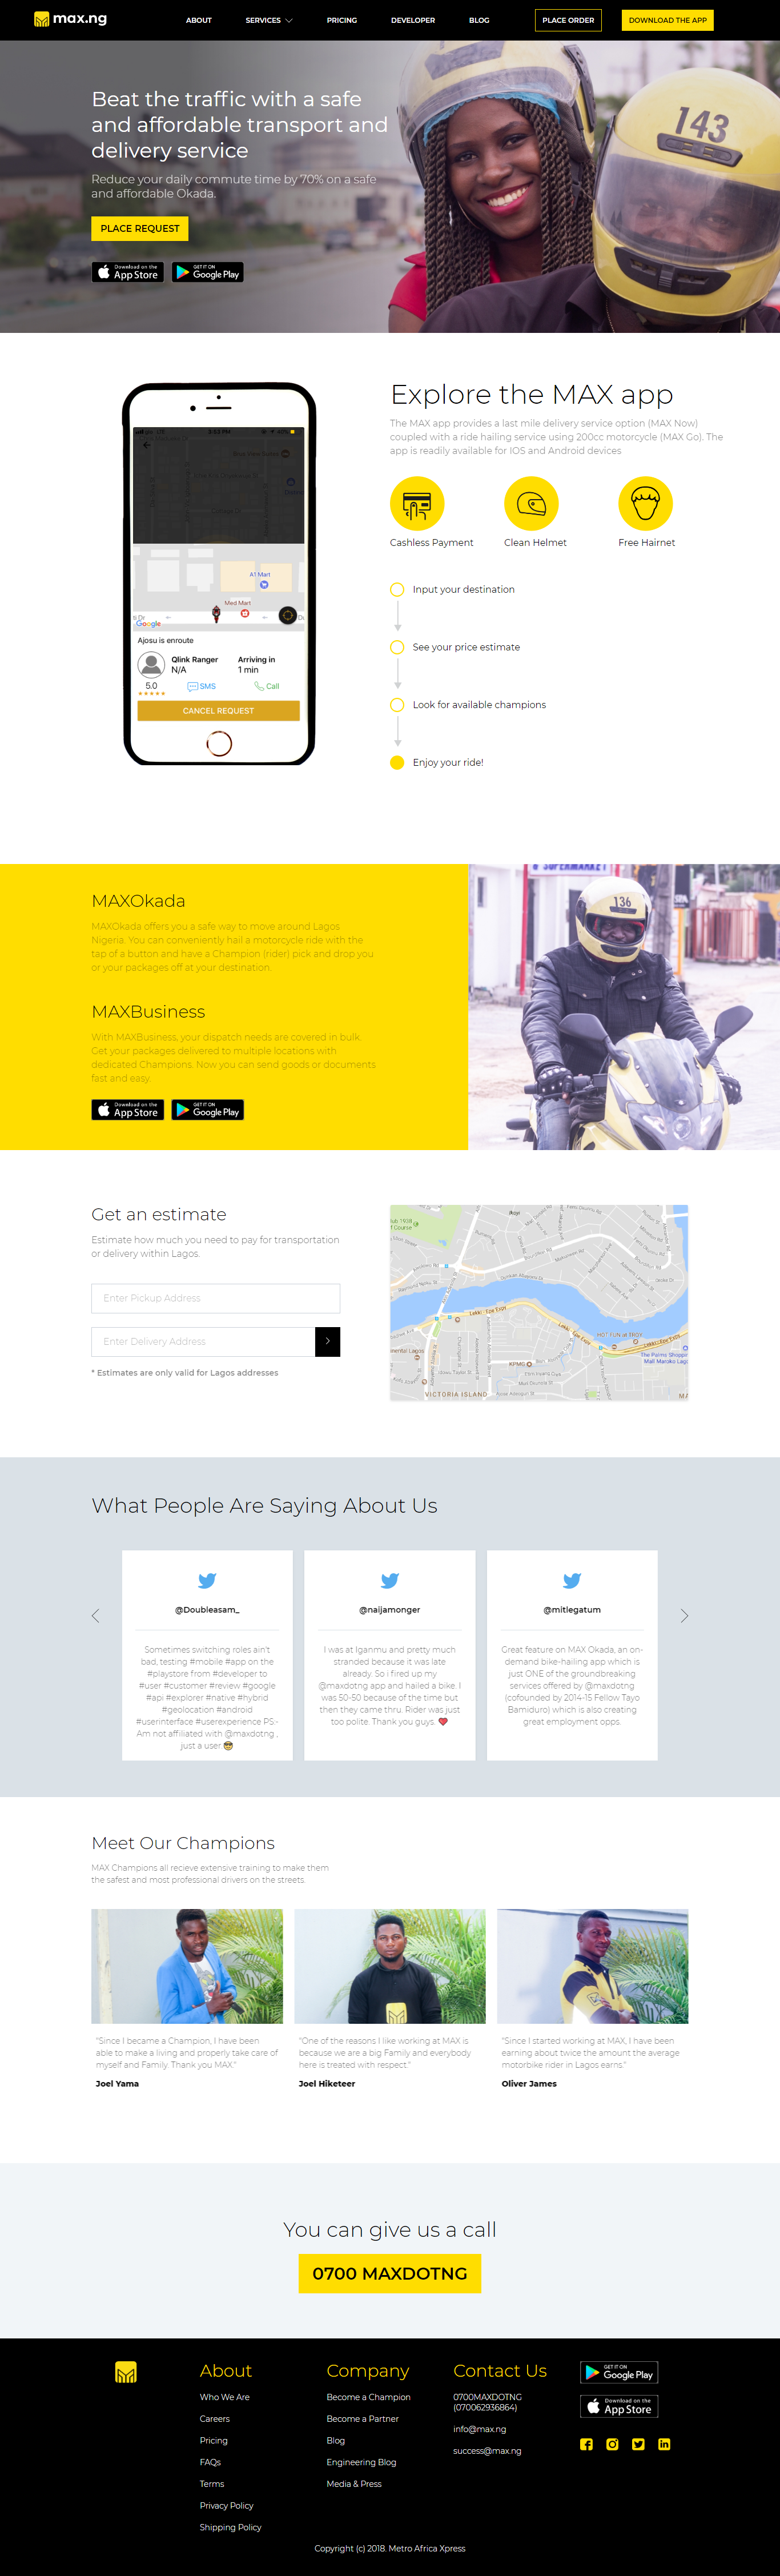 max.ng
ABOUT
SERVICES
PRICING
DEVELOPER
BLOG
PLACE ORDER
DOWNLOAD THE APP
Beat the traffic with a safe
and affordable transport and
delivery service
Reduce your daily commute time by 70% on a safe
and affordable Okada.
PLACE REQUEST
Download on the
App Store
GET IT ON
Google Play
143
Explore the MAX app
The MAX app provides a last mile delivery service option (MAX Now)
coupled with a ride hailing service using 200cc motorcycle (MAX Go). The
app is readily available for IOS and Android devices
Cashless Payment
Clean Helmet
Free Hairnet
Input your destination
See your price estimate
Look for available champions
Enjoy your ride!
A1 Mart
Med Mart
Google
Ajosu is enroute
Qlink Ranger
N/A
Arriving in
1 min
5.0
SMS
Call
CANCEL REQUEST
MAXOkada
MAXOkada offers you a safe way to move around Lagos
Nigeria. You can conveniently hail a motorcycle ride with the
tap of a button and have a Champion (rider) pick and drop you
or your packages off at your destination.
MAXBusiness
With MAXBusiness, your dispatch needs are covered in bulk.
Get your packages delivered to multiple locations with
dedicated Champions. Now you can send goods or documents
fast and easy.
Download on the
App Store
GET IT ON
Google Play
SUPERMARKET
136
Get an estimate
Estimate how much you need to pay for transportation
or delivery within Lagos.
Enter Pickup Address
Enter Delivery Address
* Estimates are only valid for Lagos addresses
Lekki - Epe Exp
HOT FUN at TROY
The Palms Shoppi
Mall Maroko Lag
KPMG
VICTORIA ISLAND
What People Are Saying About Us
@Doubleasam_
Sometimes switching roles ain't
bad, testing #mobile #app on the
#playstore from #developer to
#user #customer #review #google
#api #explorer #native #hybrid
#geolocation #android
#userinterface #userexperience PS:-
Am not affiliated with @maxdotng ,
just a user 😎
@naijamonger
I was at Iganmu and pretty much
stranded because it was late
already. So i fired up my
@maxdotng app and hailed a bike. I
was 50-50 because of the time but
then they came thru. Rider was just
too polite. Thank you guys. ❤️
@mitlegatum
Great feature on MAX Okada, an on-
demand bike-hailing app which is
just ONE of the groundbreaking
services offered by @maxdotng
(cofounded by 2014-15 Fellow Tayo
Bamiduro) which is also creating
great employment opps.
Meet Our Champions
MAX Champions all recieve extensive training to make them
the safest and most professional drivers on the streets.
"Since I became a Champion, I have been
able to make a living and properly take care of
myself and Family. Thank you MAX."
Joel Yama
"One of the reasons I like working at MAX is
because we are a big Family and everybody
here is treated with respect."
Joel Hiketeer
"Since I started working at MAX, I have been
earning about twice the amount the average
motorbike rider in Lagos earns."
Oliver James
You can give us a call
0700 MAXDOTNG
About
Who We Are
Careers
Pricing
FAQs
Terms
Privacy Policy
Shipping Policy
Company
Become a Champion
Become a Partner
Blog
Engineering Blog
Media & Press
Contact Us
0700MAXDOTNG
(070062936864)
info@max.ng
success@max.ng
GET IT ON
Google Play
Download on the
App Store
Copyright (c) 2018. Metro Africa Xpress